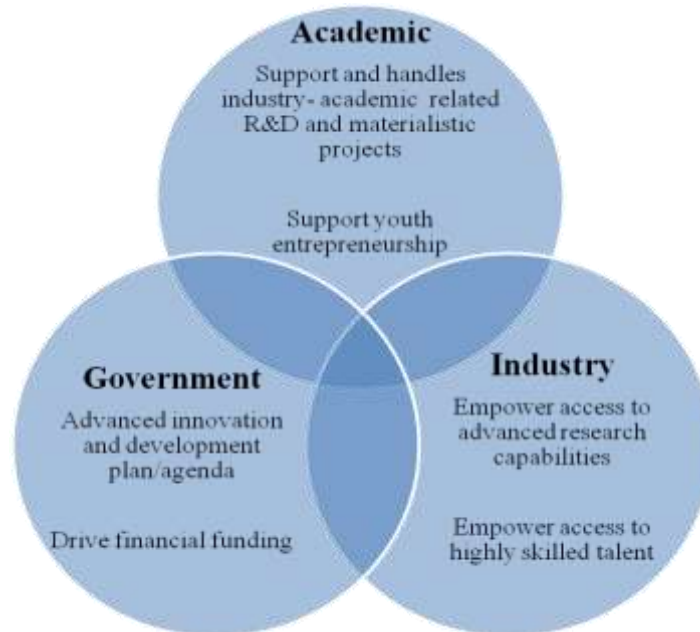 Academic
Support and handles
industry- academic related
R&D and materialistic
projects
Support youth
entrepreneurship
Government
Advanced innovation
and development
plan/agenda
Drive financial funding
Industry
Empower access to
advanced research
capabilities
Empower access to
highly skilled talent